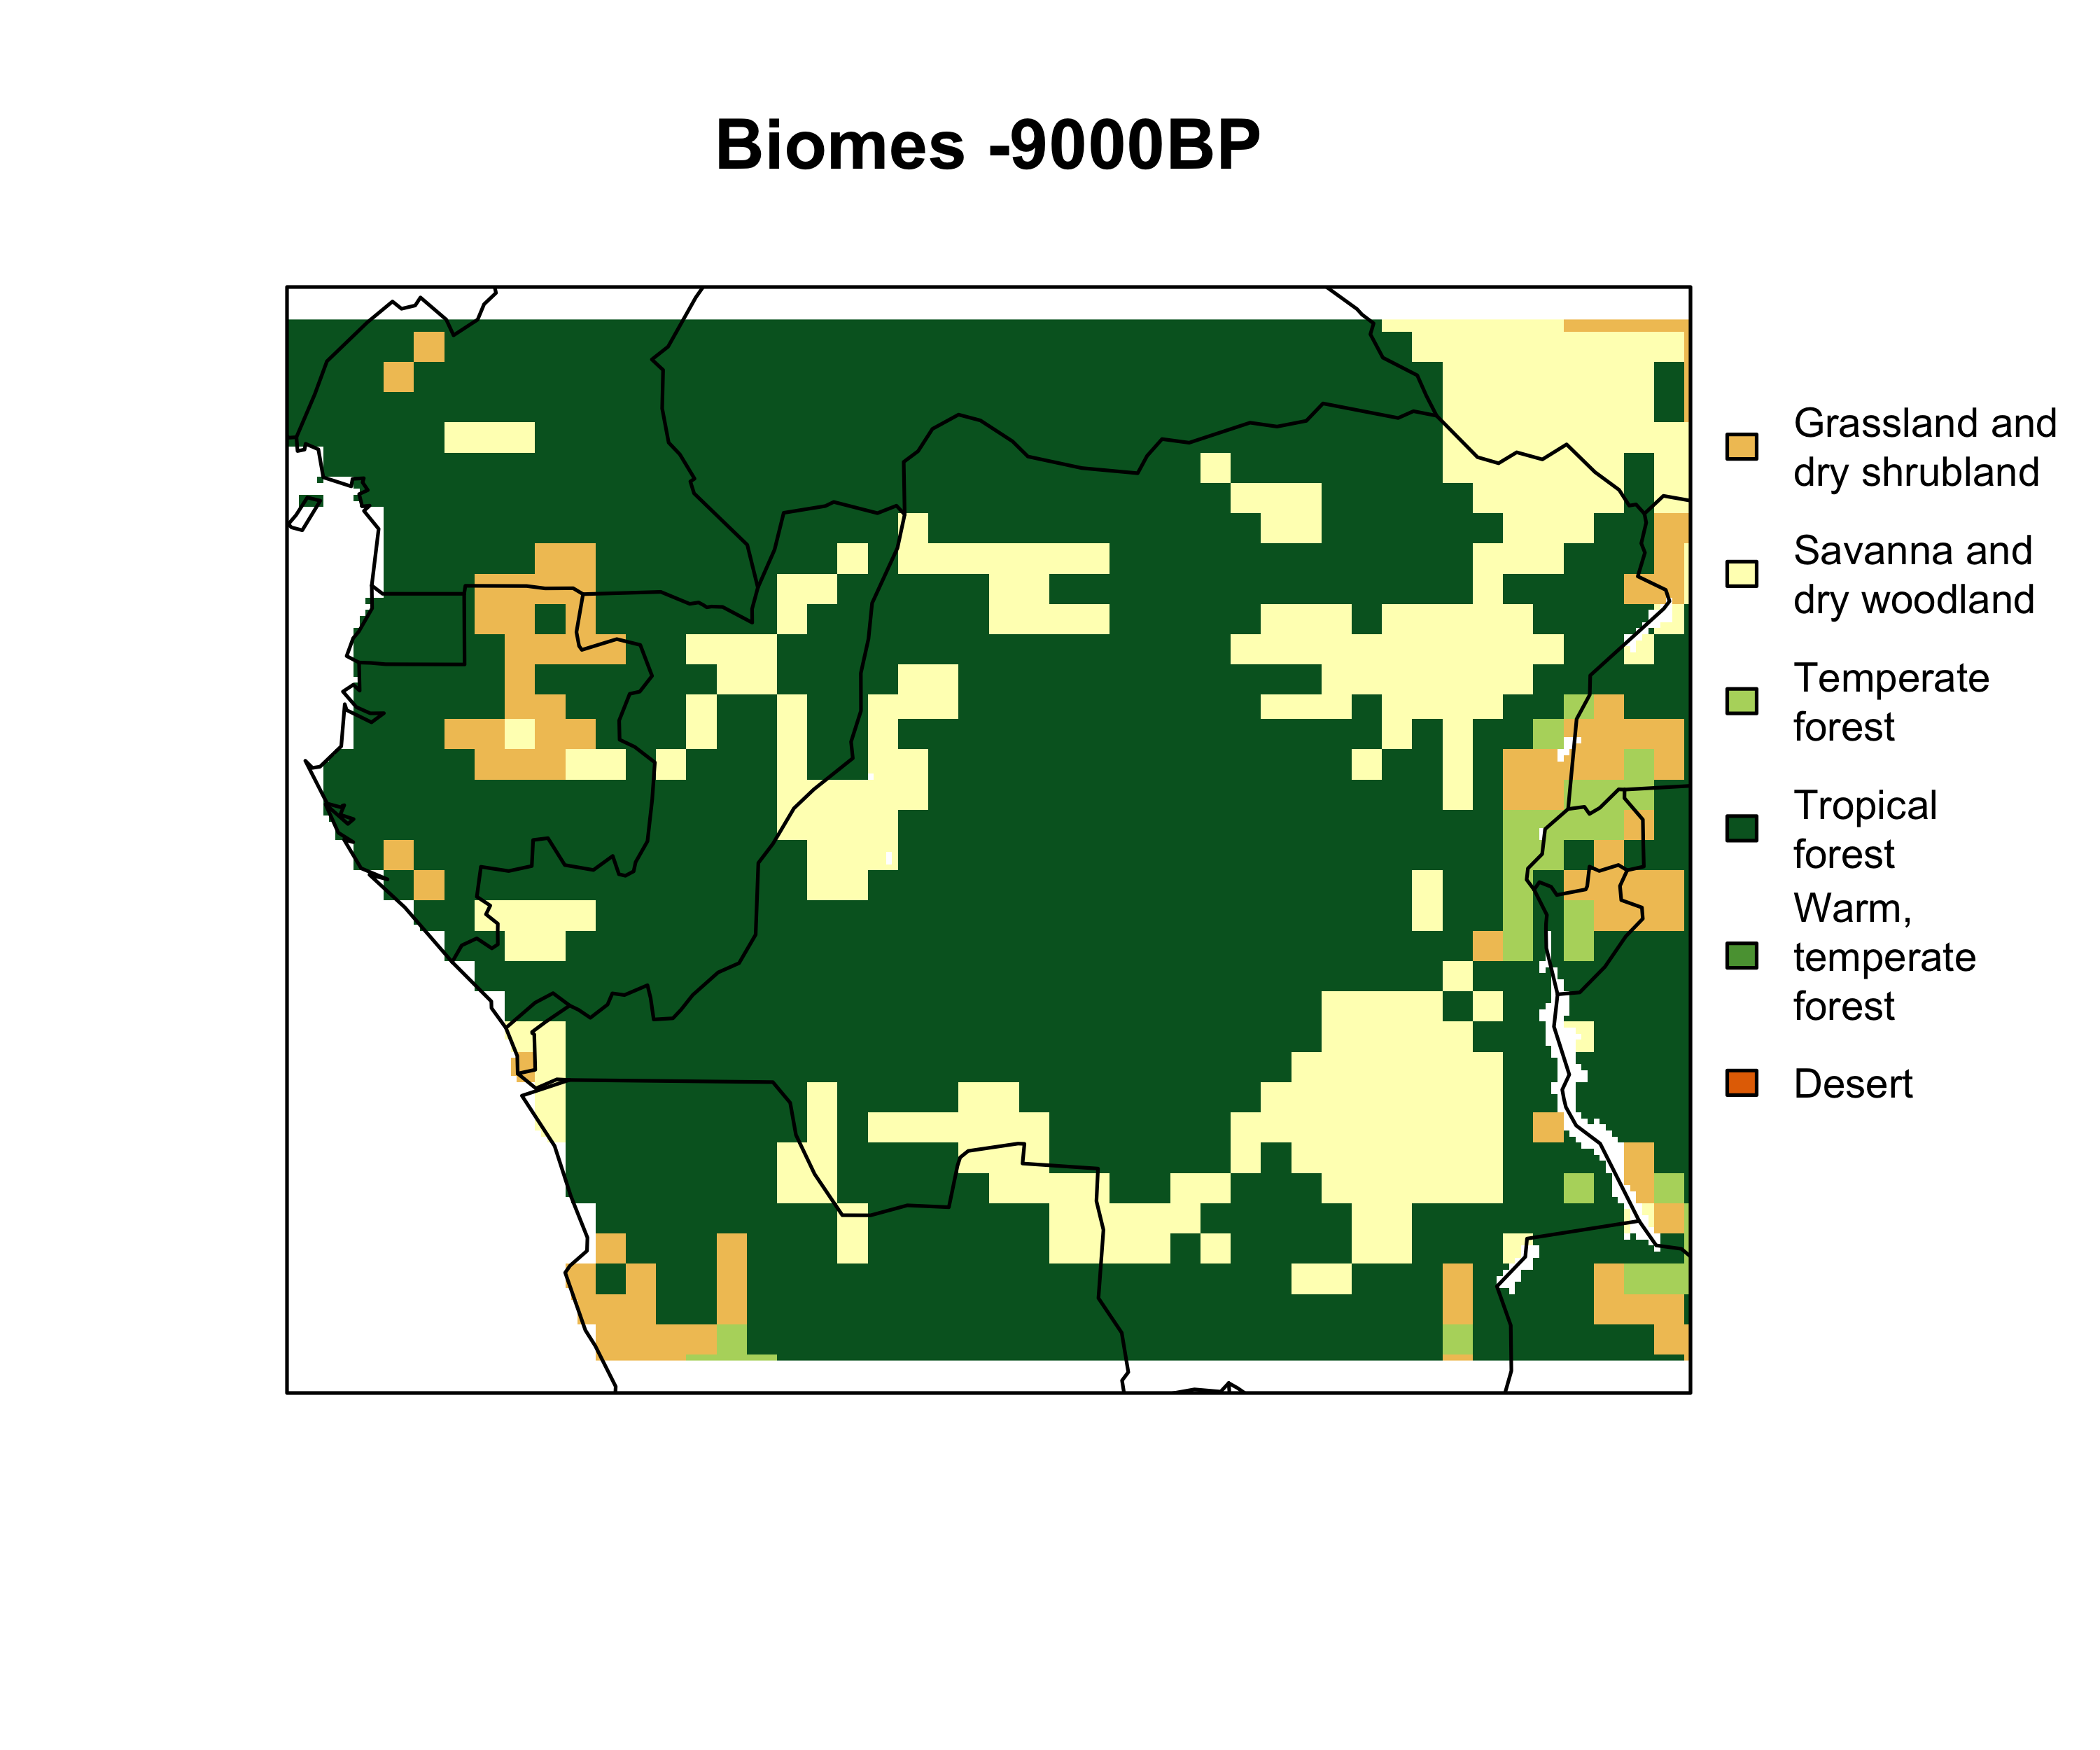 Biomes -9000BP
Grassland and
dry shrubland
Savanna and
dry woodland
Temperate
forest
Tropical
forest
Warm,
temperate
forest
Desert